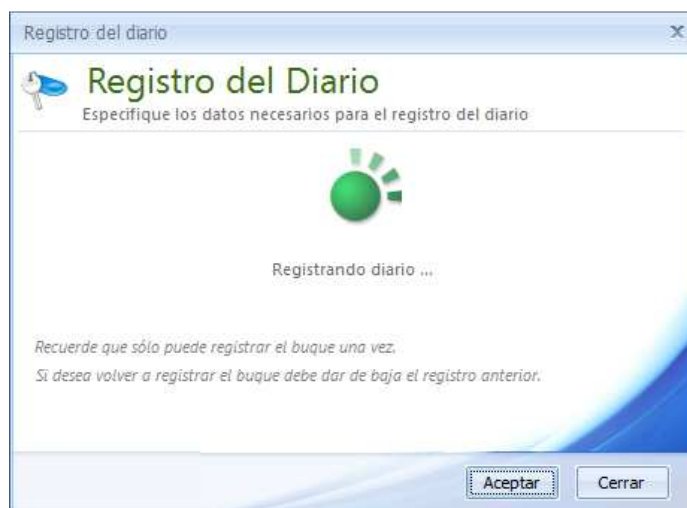 Registro del diario
Registro del Diario
Especifique los datos necesarios para el registro del diario
Registrando diario ...
Recuerde que sólo puede registrar el buque una vez.
Si desea volver a registrar el buque debe dar de baja el registro anterior.
Aceptar
Cerrar